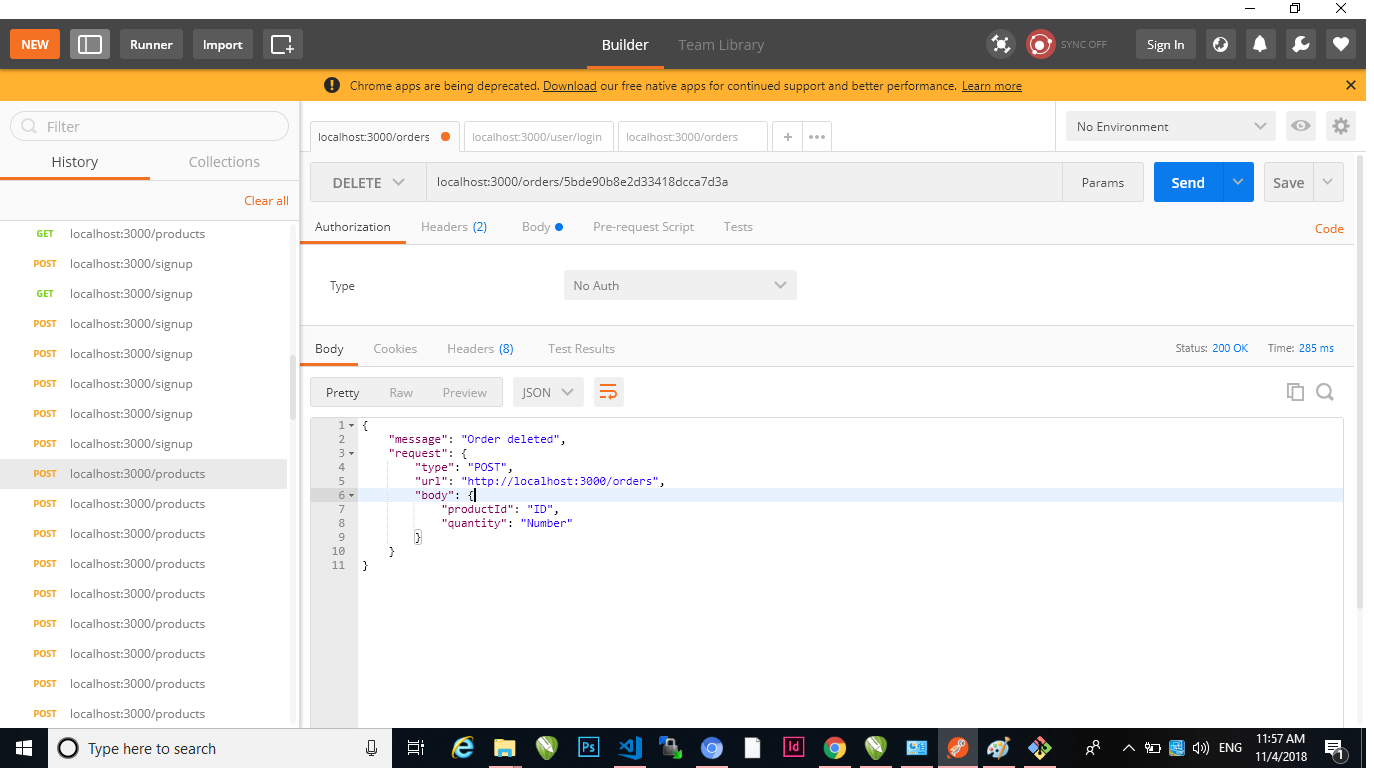 NEW Runner Import Builder Team Library SYNC OFF Sign In
! Chrome apps are being deprecated. Download our free native apps for continued support and better performance. Learn more
Filter
History Collections
Clear all
GET localhost:3000/products
POST localhost:3000/signup
GET localhost:3000/signup
POST localhost:3000/signup
POST localhost:3000/signup
POST localhost:3000/signup
POST localhost:3000/signup
POST localhost:3000/signup
POST localhost:3000/products
POST localhost:3000/products
POST localhost:3000/products
POST localhost:3000/products
POST localhost:3000/products
POST localhost:3000/products
POST localhost:3000/products
POST localhost:3000/products
POST localhost:3000/products
localhost:3000/orders localhost:3000/user/login localhost:3000/orders + ••• No Environment
DELETE localhost:3000/orders/5bde90b8e2d33418dcca7d3a Params Send Save
Authorization Headers (2) Body Pre-request Script Tests Code
Type No Auth
Body Cookies Headers (8) Test Results Status: 200 OK Time: 285 ms
Pretty Raw Preview JSON
1 {
2 "message": "Order deleted",
3 "request": {
4 "type": "POST",
5 "url": "http://localhost:3000/orders",
6 "body": {
7 "productId": "ID",
8 "quantity": "Number"
9 }
10 }
11 }
Type here to search Ps Id ENG 11:57 AM 1
11/4/2018